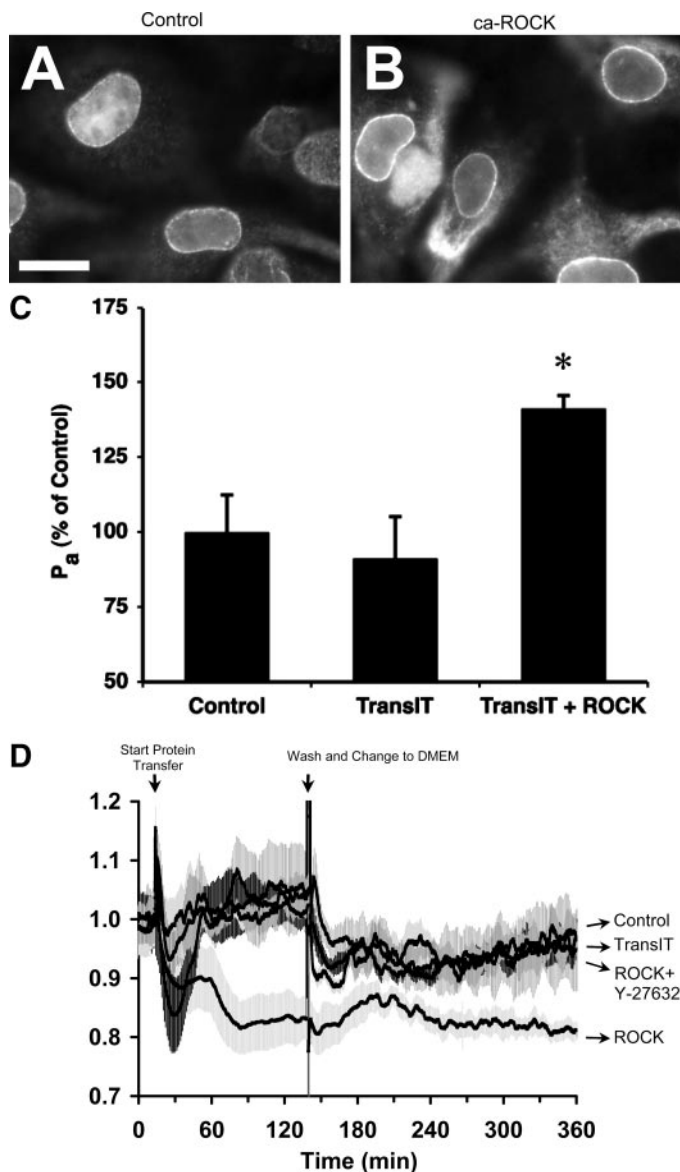 Control
ca-ROCK
A
B
C
175
150
125
100
75
50
Pa (% of Control)
*
Control
TransIT
TransIT + ROCK
D
Start Protein
Transfer
Wash and Change to DMEM
1.2
1.1
1.0
0.9
0.8
0.7
Control
TransIT
ROCK+
Y-27632
ROCK
0
60
120
180
240
300
360
Time (min)